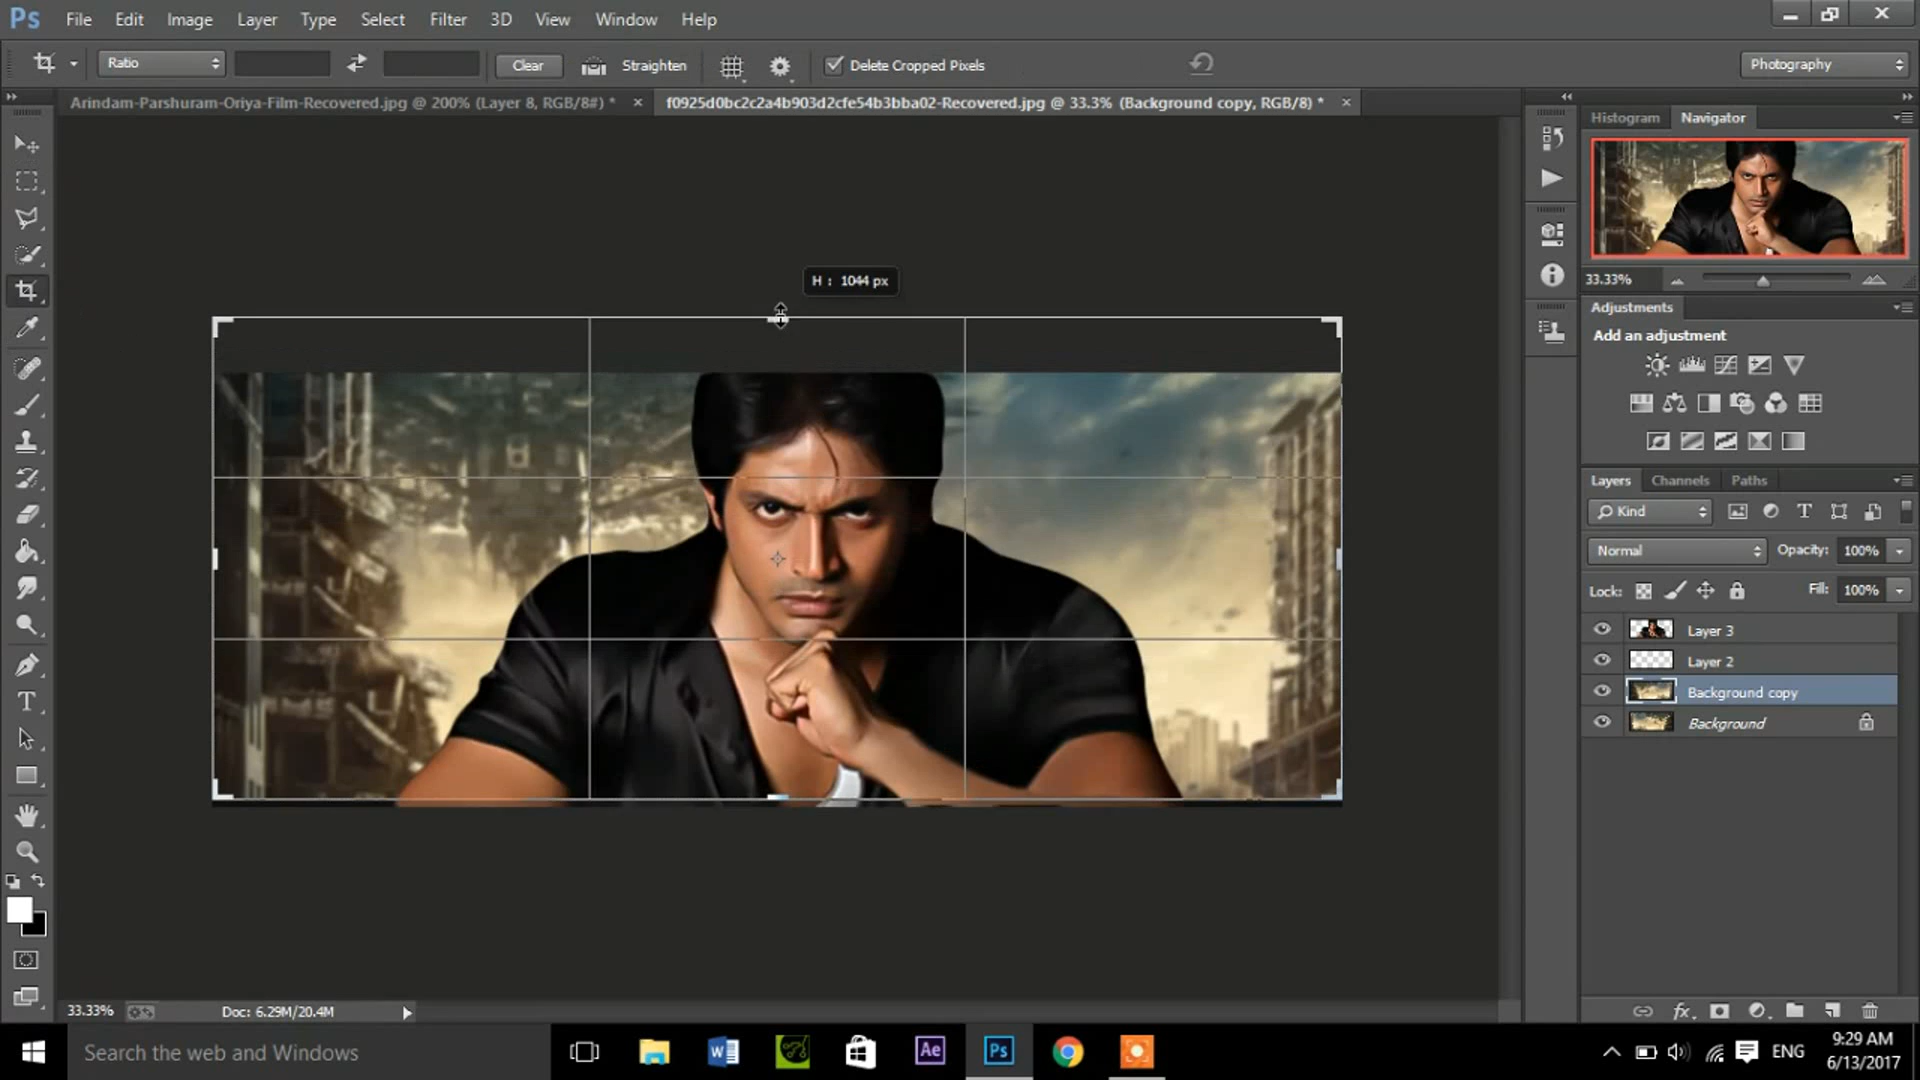 Ps File Edit Image Layer Type Select Filter 3D View Window Help
Ratio Clear Straighten Delete Cropped Pixels Photography
Arindam-Parshuram-Oriya-Film-Recovered.jpg @ 200% (Layer 8, RGB/8#) * × f0925d0bc2c2a4b903d2cfe54b3bba02-Recovered.jpg @ 33.3% (Background copy, RGB/8) * ×
Histogram Navigator
33.33%
H : 1044 px
Adjustments
Add an adjustment
Layers Channels Paths
Kind
Normal Opacity: 100%
Lock: Fill: 100%
Layer 3
Layer 2
Background copy
Background
33.33% Doc: 6.29M/20.4M
Search the web and Windows
Ae Ps
ENG
9:29 AM
6/13/2017